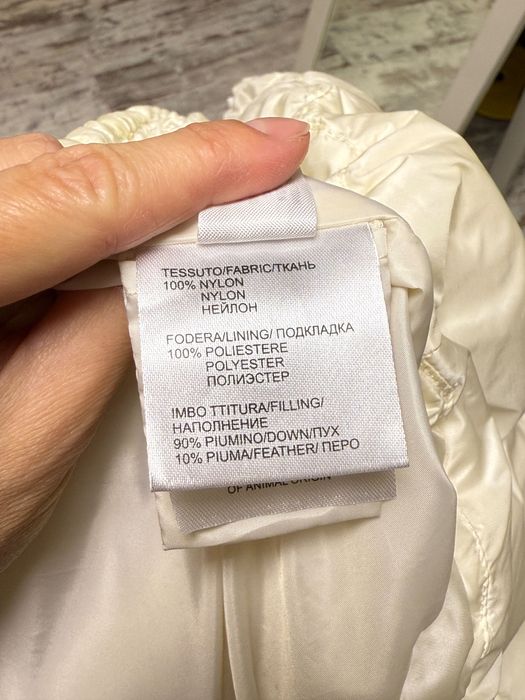 TESSUTO/FABRIC/ТКАНЬ
100% NYLON
NYLON
НЕЙЛОН
FODERA/LINING/ ПОДКЛАДКА
100% POLIESTERE
POLYESTER
ПОЛИЭСТЕР
IMBO TTITURA/FILLING/
НАПОЛНЕНИЕ
90% PIUMINO/DOWN/ПУХ
10% PIUMA/FEATHER/ ПЕРО
OF ANIMAL ORIGIN